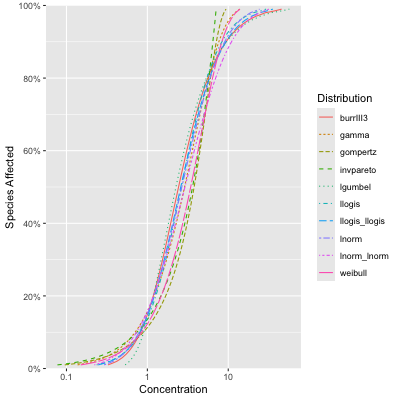 100%
80%
60%
40%
20%
0%
Species Affected
0.1
1
10
Concentration
Distribution
burrIII3
gamma
gompertz
invpareto
lgumbel
llogis
llogis_llogis
lnorm
lnorm_lnorm
weibull